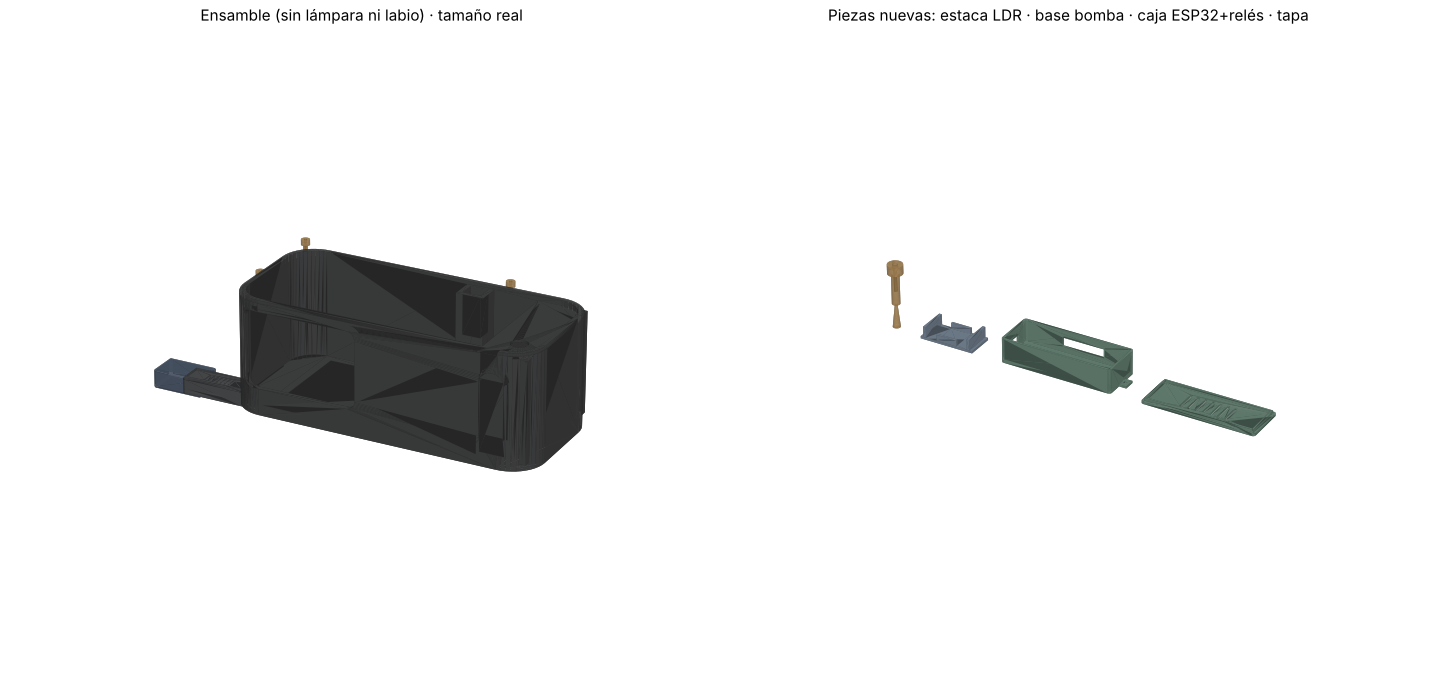 Ensamble (sin lámpara ni labio) · tamaño real
Piezas nuevas: estaca LDR · base bomba · caja ESP32+relés · tapa